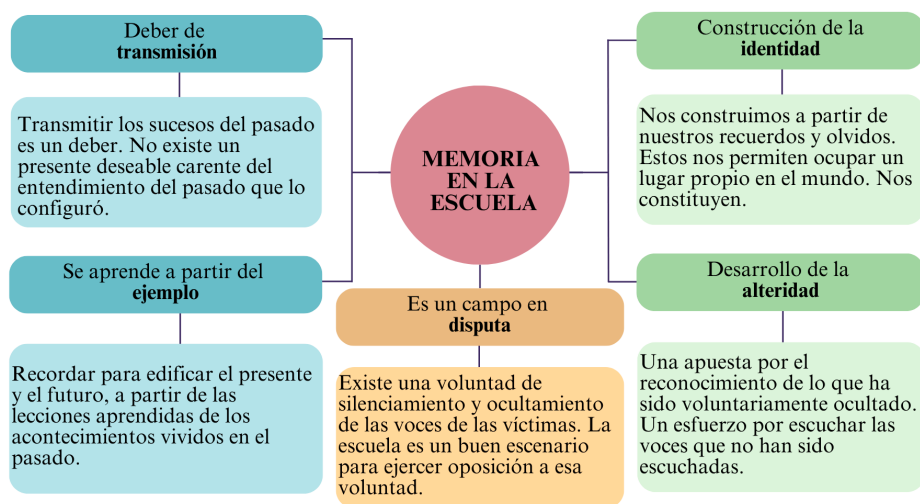 Deber de
transmisión
Transmitir los sucesos del pasado
es un deber. No existe un
presente deseable carente del
entendimiento del pasado que lo
configuró.
Se aprende a partir del
ejemplo
Recordar para edificar el presente
y el futuro, a partir de las
lecciones aprendidas de los
acontecimientos vividos en el
pasado.
MEMORIA
EN LA
ESCUELA
Es un campo en
disputa
Existe una voluntad de
silenciamiento y ocultamiento
de las voces de las víctimas. La
escuela es un buen escenario
para ejercer oposición a esa
voluntad.
Construcción de la
identidad
Nos construimos a partir de
nuestros recuerdos y olvidos.
Estos nos permiten ocupar un
lugar propio en el mundo. Nos
constituyen.
Desarrollo de la
alteridad
Una apuesta por el
reconocimiento de lo que ha
sido voluntariamente ocultado.
Un esfuerzo por escuchar las
voces que no han sido
escuchadas.